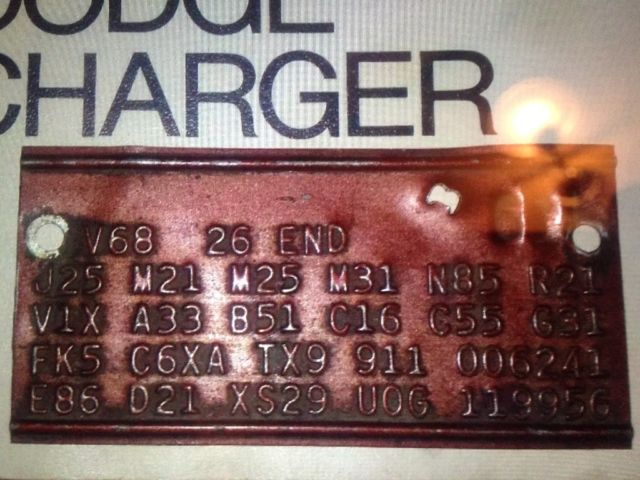 DODGE
CHARGER
V68 26 END
J25 M21 M25 M31 N85 R21
V1X A33 B51 C16 C55 G31
FK5 C6XA TX9 911 006241
E86 D21 XS29 U0G 119956